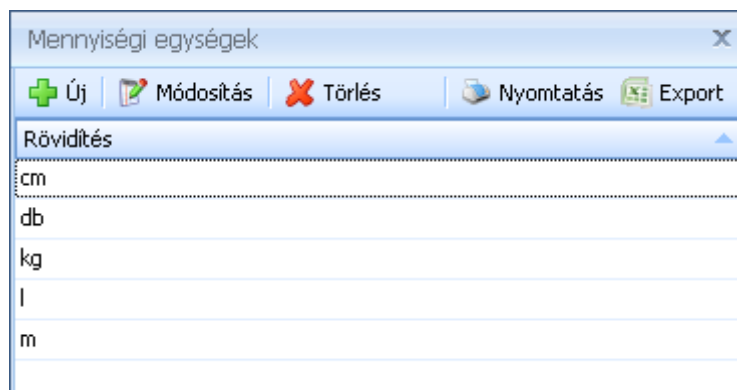 Mennyiségi egységek
Új Módosítás Törlés Nyomtatás Export
Rövidítés
cm
db
kg
l
m